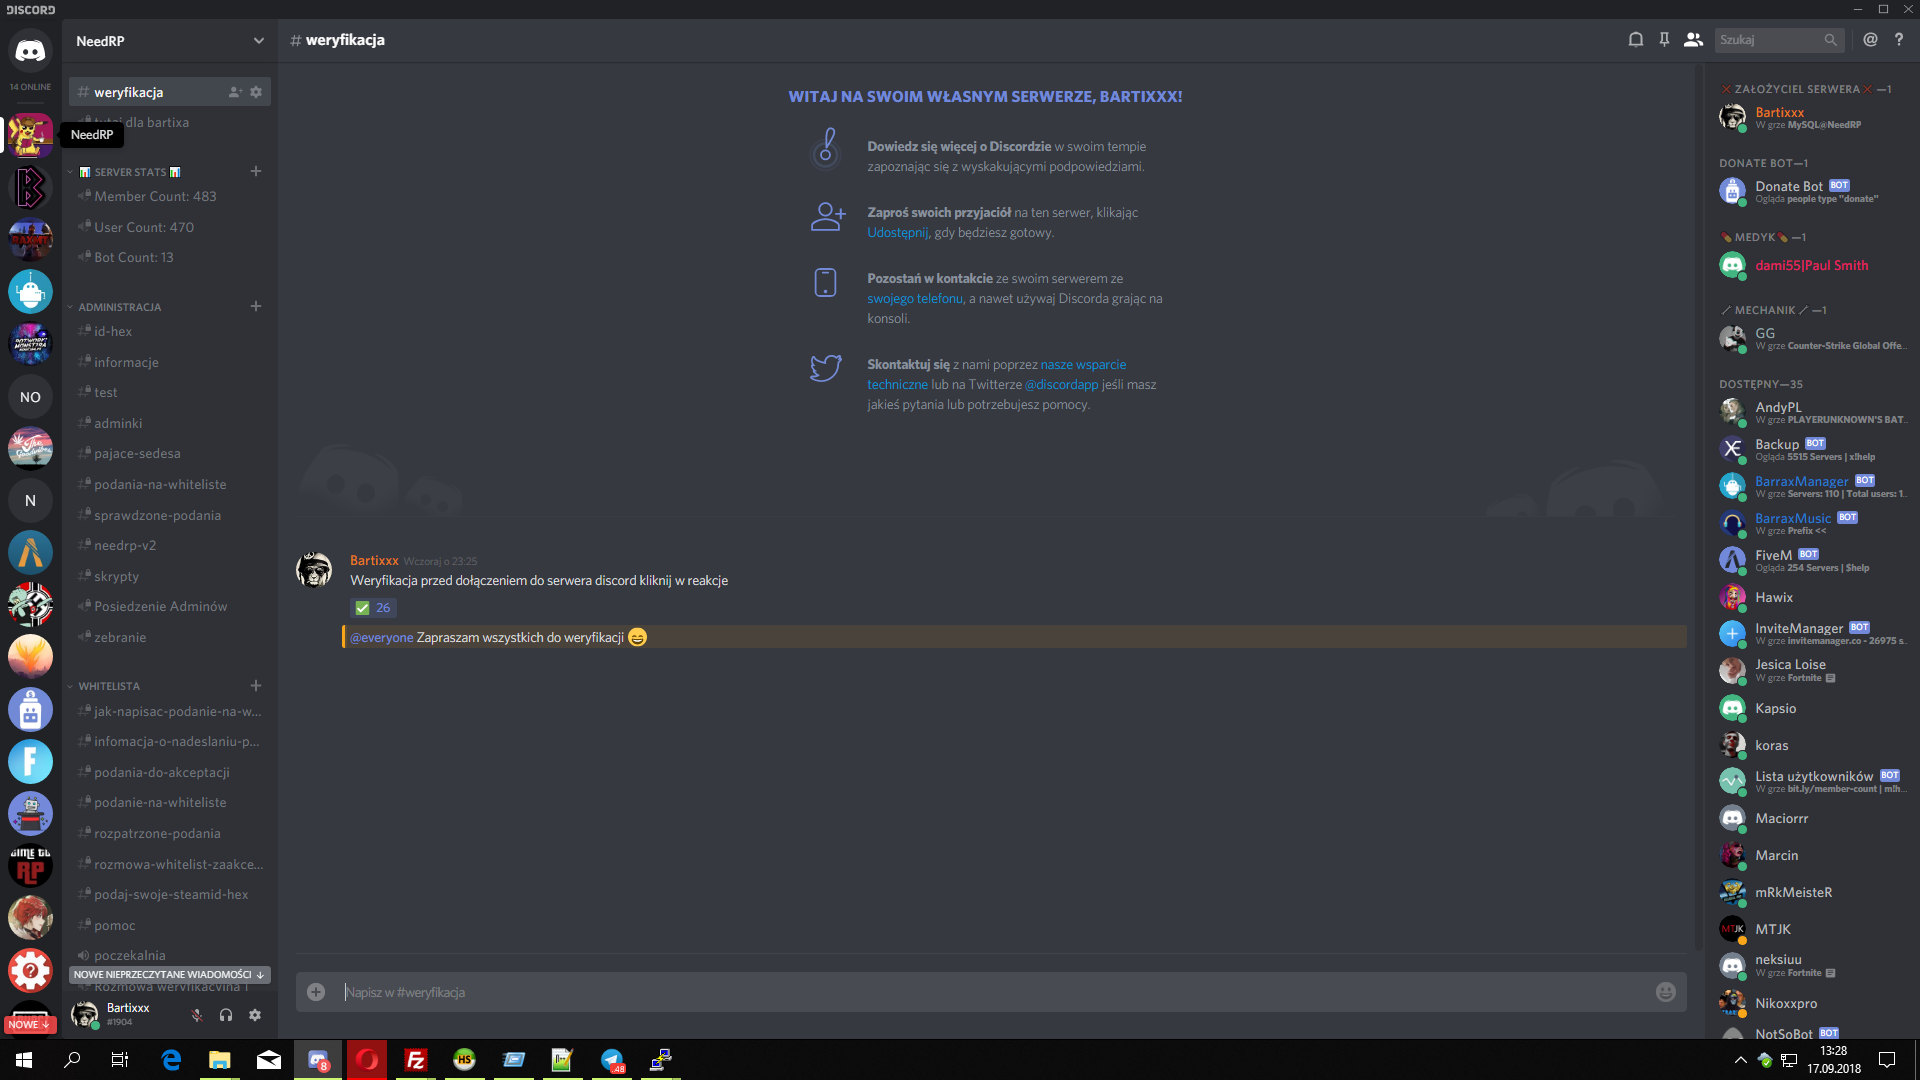 DISCORD
14 ONLINE
NO
N
NOWE ↓
NeedRP
NeedRP
# weryfikacja
tutaj dla bartixa
SERVER STATS
Member Count: 483
User Count: 470
Bot Count: 13
ADMINISTRACJA
id-hex
informacje
test
adminki
pajace-sedesa
podania-na-whiteliste
sprawdzone-podania
needrp-v2
skrypty
Posiedzenie Adminów
zebranie
WHITELISTA
jak-napisac-podanie-na-w...
infomacja-o-nadeslaniu-p...
podania-do-akceptacji
podanie-na-whiteliste
rozpatrzone-podania
rozmowa-whitelist-zaakce...
podaj-swoje-steamid-hex
pomoc
poczekalnia
NOWE NIEPRZECZYTANE WIADOMOŚCI ↓
Rozmowa weryfikacyjna 1
Bartixxx
#1904
# weryfikacja
Szukaj
WITAJ NA SWOIM WŁASNYM SERWERZE, BARTIXXX!
Dowiedz się więcej o Discordzie w swoim tempie
zapoznając się z wyskakującymi podpowiedziami.
Zaproś swoich przyjaciół na ten serwer, klikając
Udostępnij, gdy będziesz gotowy.
Pozostań w kontakcie ze swoim serwerem ze
swojego telefonu, a nawet używaj Discorda grając na
konsoli.
Skontaktuj się z nami poprzez nasze wsparcie
techniczne lub na Twitterze @discordapp jeśli masz
jakieś pytania lub potrzebujesz pomocy.
Bartixxx Wczoraj o 23:25
Weryfikacja przed dołączeniem do serwera discord kliknij w reakcje
✅ 26
@everyone Zapraszam wszystkich do weryfikacji 😄
Napisz w #weryfikacja
❌ZAŁOŻYCIEL SERWERA❌—1
Bartixxx
W grze MySQL@NeedRP
DONATE BOT—1
Donate Bot BOT
Ogląda people type "donate"
MEDYK—1
dami55|Paul Smith
MECHANIK—1
GG
W grze Counter-Strike Global Offe...
DOSTĘPNY—35
AndyPL
W grze PLAYERUNKNOWN'S BAT...
Backup BOT
Ogląda 5515 Servers | x!help
BarraxManager BOT
W grze Servers: 110 | Total users: 1...
BarraxMusic BOT
W grze Prefix <<
FiveM BOT
Ogląda 254 Servers | $help
Hawix
InviteManager BOT
W grze invitemanager.co - 26975 s...
Jesica Loise
W grze Fortnite
Kapsio
koras
Lista użytkowników BOT
W grze bit.ly/member-count | m!h...
Maciorrr
Marcin
mRkMeisteR
MTJK
MTJK
neksiuu
W grze Fortnite
Nikoxxpro
NotSoBot BOT
8
48
13:28
17.09.2018